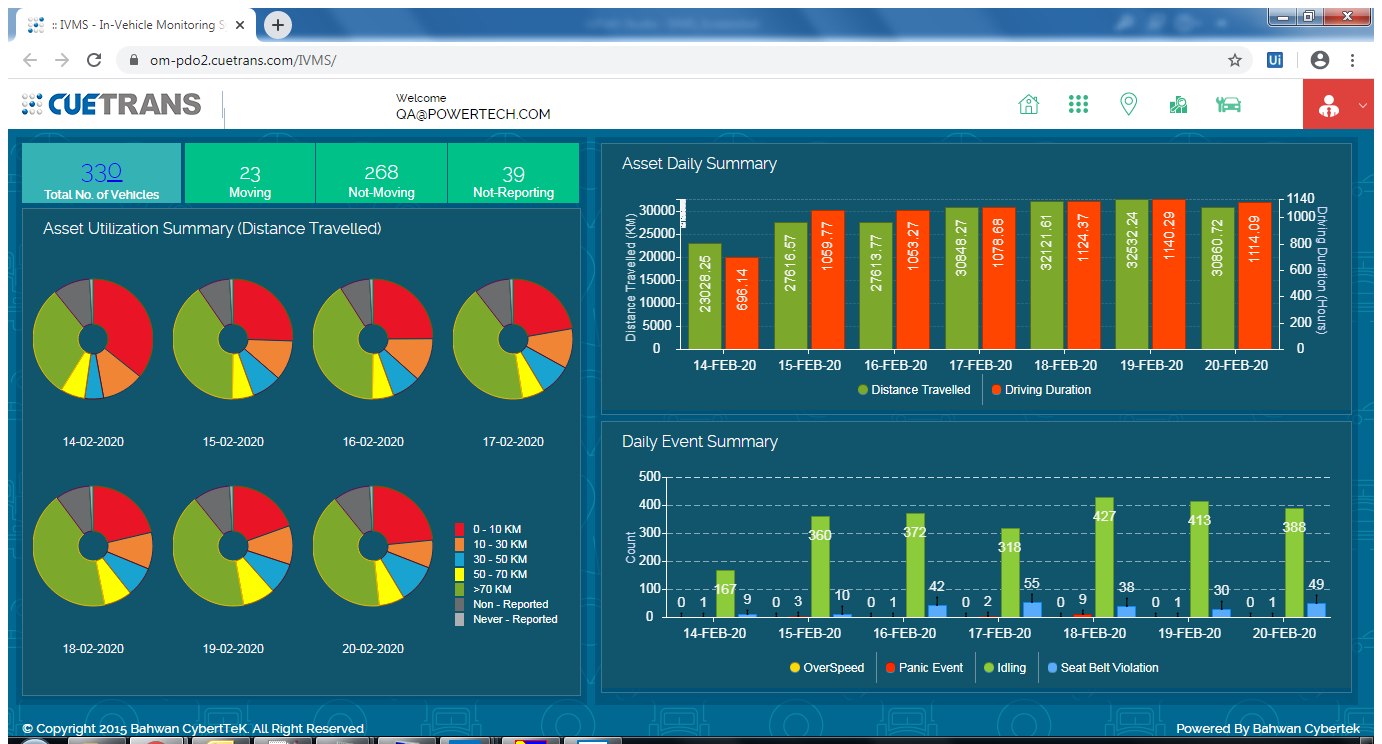 :: IVMS - In-Vehicle Monitoring S
om-pdo2.cuetrans.com/IVMS/
Ui
CUETRANS
Welcome
QA@POWERTECH.COM
330
Total No. of Vehicles
23
Moving
268
Not-Moving
39
Not-Reporting
Asset Utilization Summary (Distance Travelled)
14-02-2020
15-02-2020
16-02-2020
17-02-2020
18-02-2020
19-02-2020
20-02-2020
0 - 10 KM
10 - 30 KM
30 - 50 KM
50 - 70 KM
>70 KM
Non - Reported
Never - Reported
Asset Daily Summary
Distance Travelled (KM)
30000
25000
20000
15000
10000
5000
0
23028.25
696.14
27616.57
1059.77
27613.77
1053.27
30848.27
1078.68
32121.61
1124.37
32532.24
1140.29
30860.72
1114.09
1140
1000
800
600
400
200
0
Driving Duration (Hours)
14-FEB-20 15-FEB-20 16-FEB-20 17-FEB-20 18-FEB-20 19-FEB-20 20-FEB-20
Distance Travelled Driving Duration
Daily Event Summary
Count
500
400
300
200
100
0
0 1 167 9
0 3 360 10
0 1 372 42
0 2 318 55
0 9 427 38
0 1 413 30
0 1 388 49
14-FEB-20 15-FEB-20 16-FEB-20 17-FEB-20 18-FEB-20 19-FEB-20 20-FEB-20
OverSpeed Panic Event Idling Seat Belt Violation
© Copyright 2015 Bahwan CybertTeK. All Right Reserved
Powered By Bahwan Cybertek